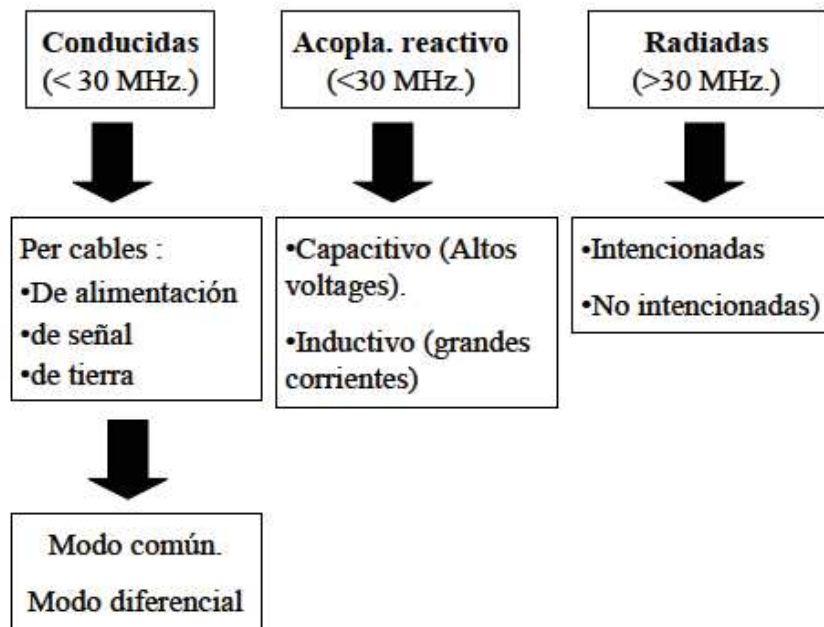 Conducidas
(< 30 MHz.)
Acopla. reactivo
(<30 MHz.)
Radiadas
(>30 MHz.)
Per cables :
•De alimentación
•de señal
•de tierra
•Capacitivo (Altos
voltages).
•Inductivo (grandes
corrientes)
•Intencionadas
•No intencionadas)
Modo común.
Modo diferencial